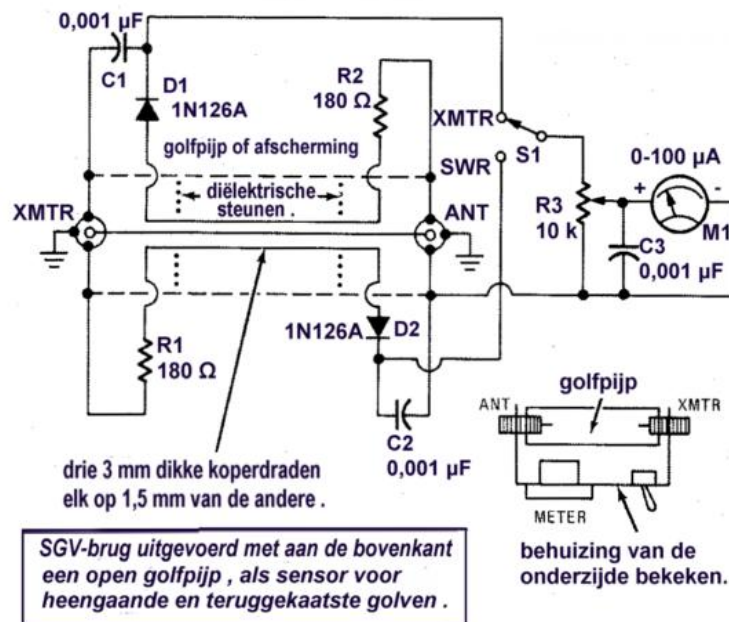 0,001 µF
C1
D1
1N126A
R2
180 Ω
golfpijp of afscherming
XMTR
SWR
S1
0-100 µA
+
-
M1
diëlektrische
steunen .
XMTR
ANT
R3
10 k
C3
0,001 µF
R1
180 Ω
1N126A
D2
C2
0,001 µF
drie 3 mm dikke koperdraden
elk op 1,5 mm van de andere .
golfpijp
ANT
XMTR
METER
behuizing van de
onderzijde bekeken.
SGV-brug uitgevoerd met aan de bovenkant
een open golfpijp , als sensor voor
heengaande en teruggekaatste golven .